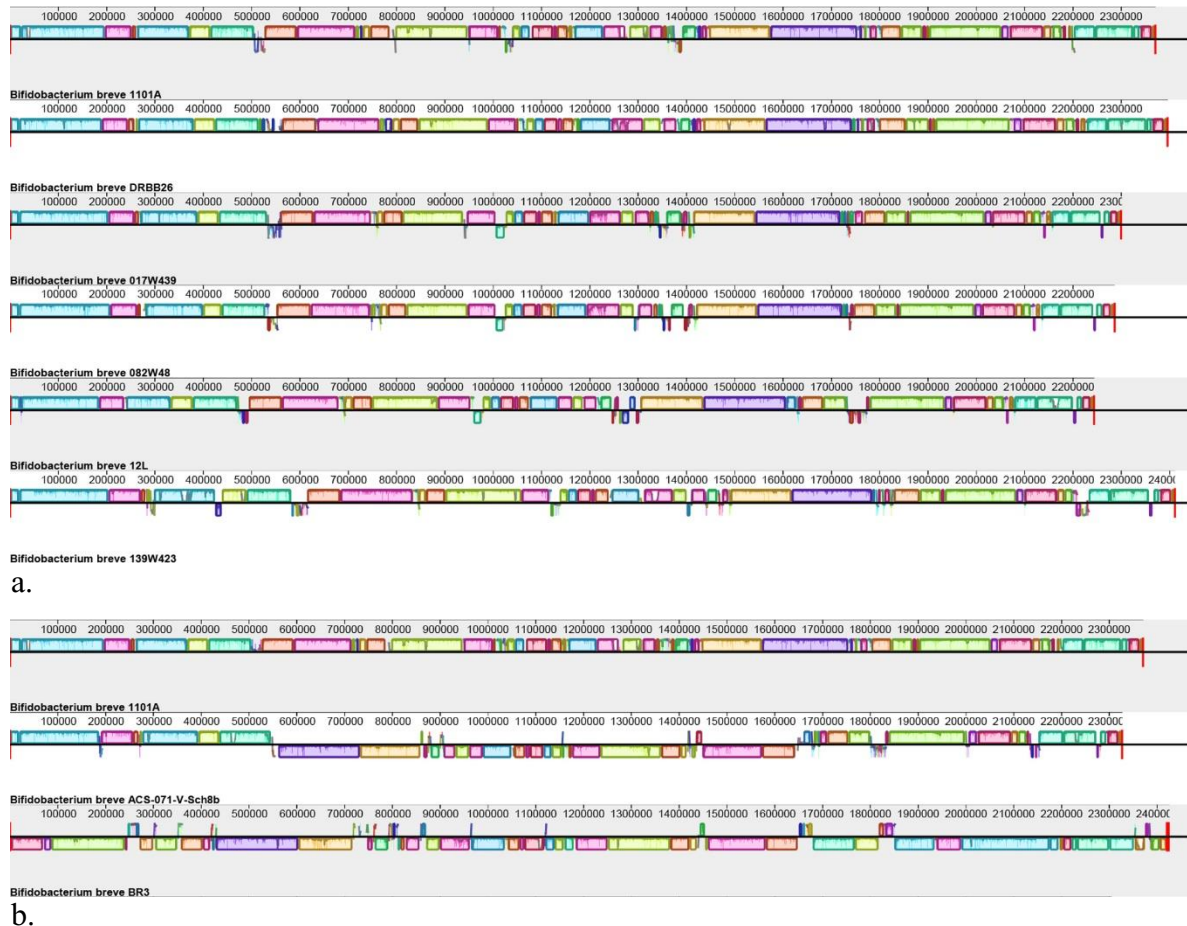 100000 200000 300000 400000 500000 600000 700000 800000 900000 1000000 1100000 1200000 1300000 1400000 1500000 1600000 1700000 1800000 1900000 2000000 2100000 2200000 2300000
Bifidobacterium breve 1101A
100000 200000 300000 400000 500000 600000 700000 800000 900000 1000000 1100000 1200000 1300000 1400000 1500000 1600000 1700000 1800000 1900000 2000000 2100000 2200000 2300000
Bifidobacterium breve DRBB26
100000 200000 300000 400000 500000 600000 700000 800000 900000 1000000 1100000 1200000 1300000 1400000 1500000 1600000 1700000 1800000 1900000 2000000 2100000 2200000 2300
Bifidobacterium breve 017W439
100000 200000 300000 400000 500000 600000 700000 800000 900000 1000000 1100000 1200000 1300000 1400000 1500000 1600000 1700000 1800000 1900000 2000000 2100000 2200000
Bifidobacterium breve 082W48
100000 200000 300000 400000 500000 600000 700000 800000 900000 1000000 1100000 1200000 1300000 1400000 1500000 1600000 1700000 1800000 1900000 2000000 2100000 2200000
Bifidobacterium breve 12L
100000 200000 300000 400000 500000 600000 700000 800000 900000 1000000 1100000 1200000 1300000 1400000 1500000 1600000 1700000 1800000 1900000 2000000 2100000 2200000 2300000 24000
Bifidobacterium breve 139W423
a.
100000 200000 300000 400000 500000 600000 700000 800000 900000 1000000 1100000 1200000 1300000 1400000 1500000 1600000 1700000 1800000 1900000 2000000 2100000 2200000 2300000
Bifidobacterium breve 1101A
100000 200000 300000 400000 500000 600000 700000 800000 900000 1000000 1100000 1200000 1300000 1400000 1500000 1600000 1700000 1800000 1900000 2000000 2100000 2200000 230000
Bifidobacterium breve ACS-071-V-Sch8b
100000 200000 300000 400000 500000 600000 700000 800000 900000 1000000 1100000 1200000 1300000 1400000 1500000 1600000 1700000 1800000 1900000 2000000 2100000 2200000 2300000 240000
Bifidobacterium breve BR3
b.